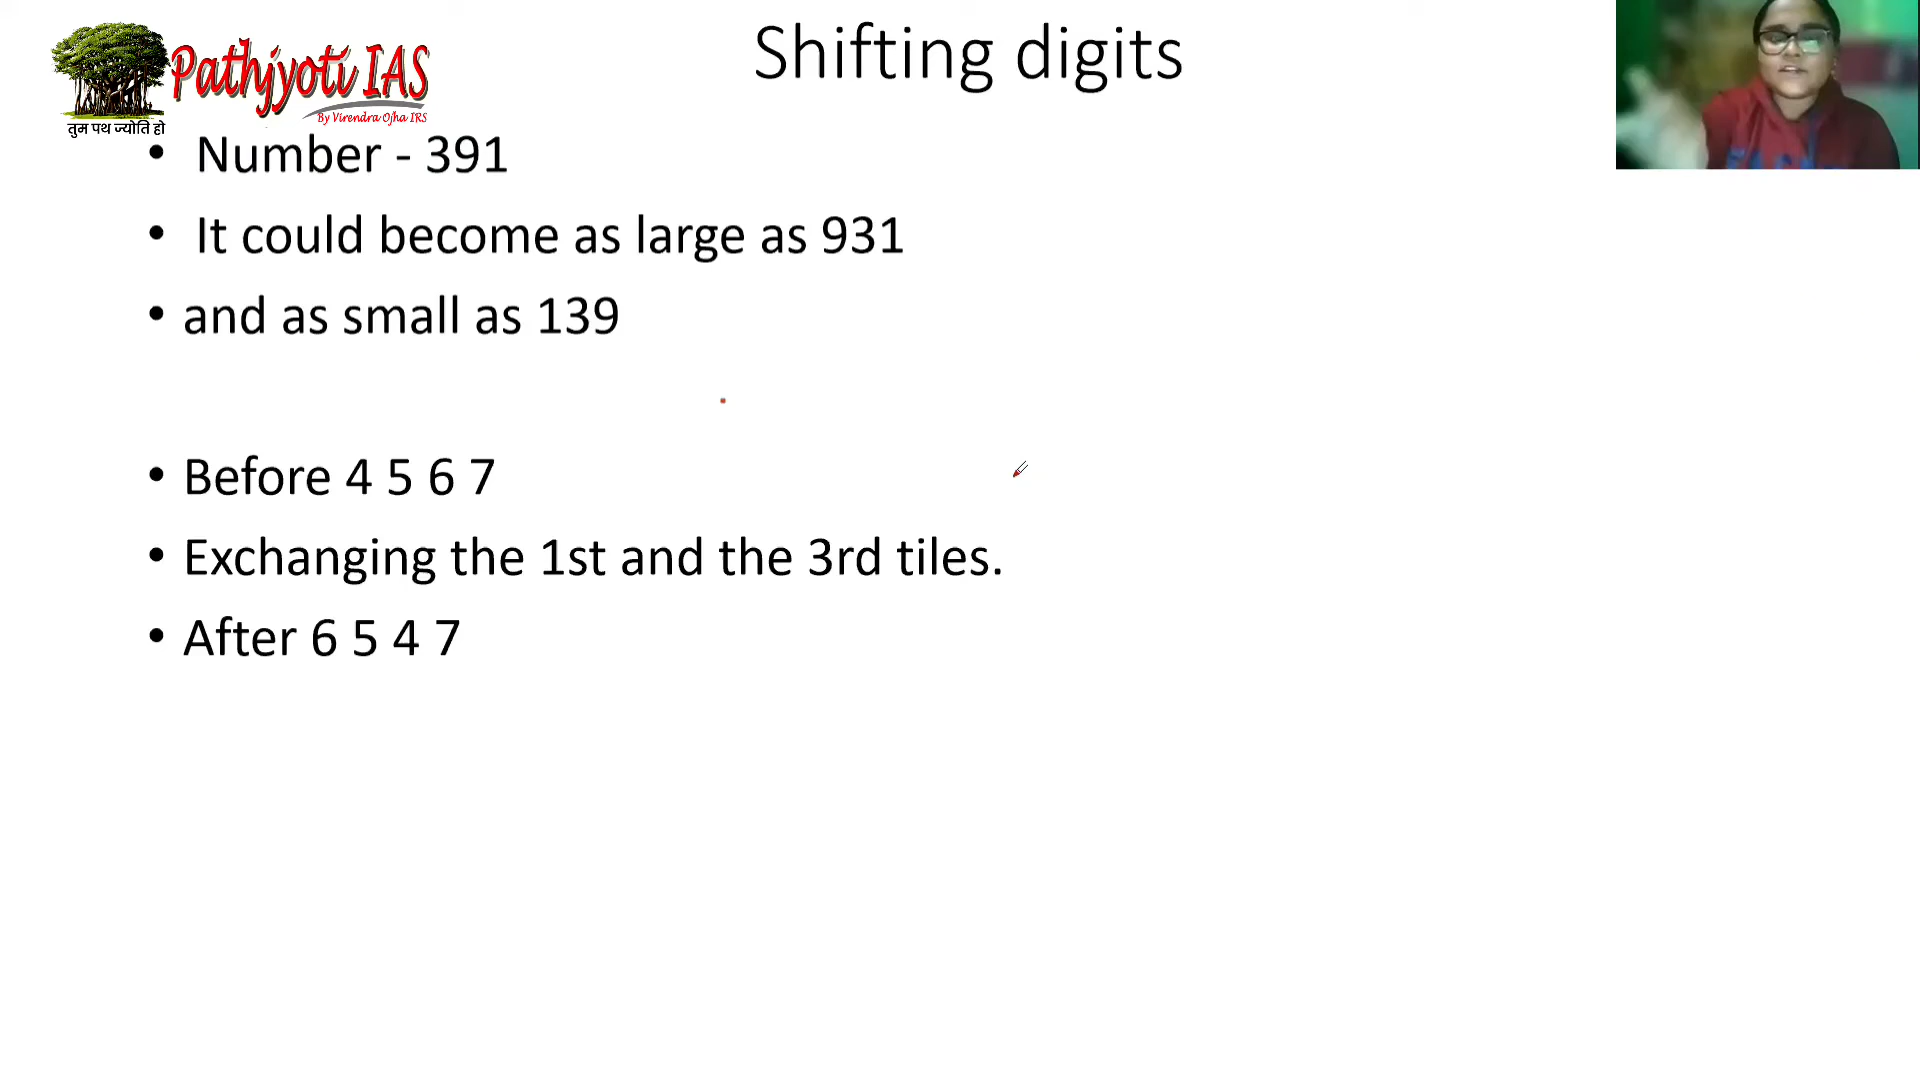 Shifting digits
Pathjyoti IAS
By Virendra Ojha IRS
तुम पथ ज्योति हो
• Number - 391
• It could become as large as 931
• and as small as 139
• Before 4 5 6 7
• Exchanging the 1st and the 3rd tiles.
• After 6 5 4 7